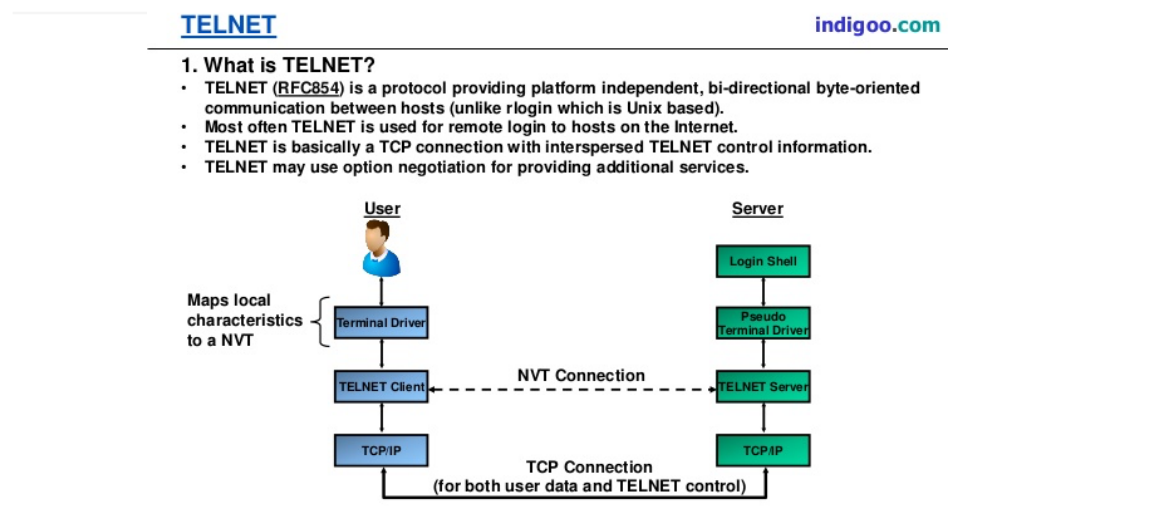 TELNET
indigoo.com
1. What is TELNET?
• TELNET (RFC854) is a protocol providing platform independent, bi-directional byte-oriented
communication between hosts (unlike rlogin which is Unix based).
• Most often TELNET is used for remote login to hosts on the Internet.
• TELNET is basically a TCP connection with interspersed TELNET control information.
• TELNET may use option negotiation for providing additional services.
User
Server
Login Shell
Maps local
characteristics
to a NVT
Terminal Driver
Pseudo
Terminal Driver
TELNET Client
NVT Connection
TELNET Server
TCP/IP
TCP/IP
TCP Connection
(for both user data and TELNET control)